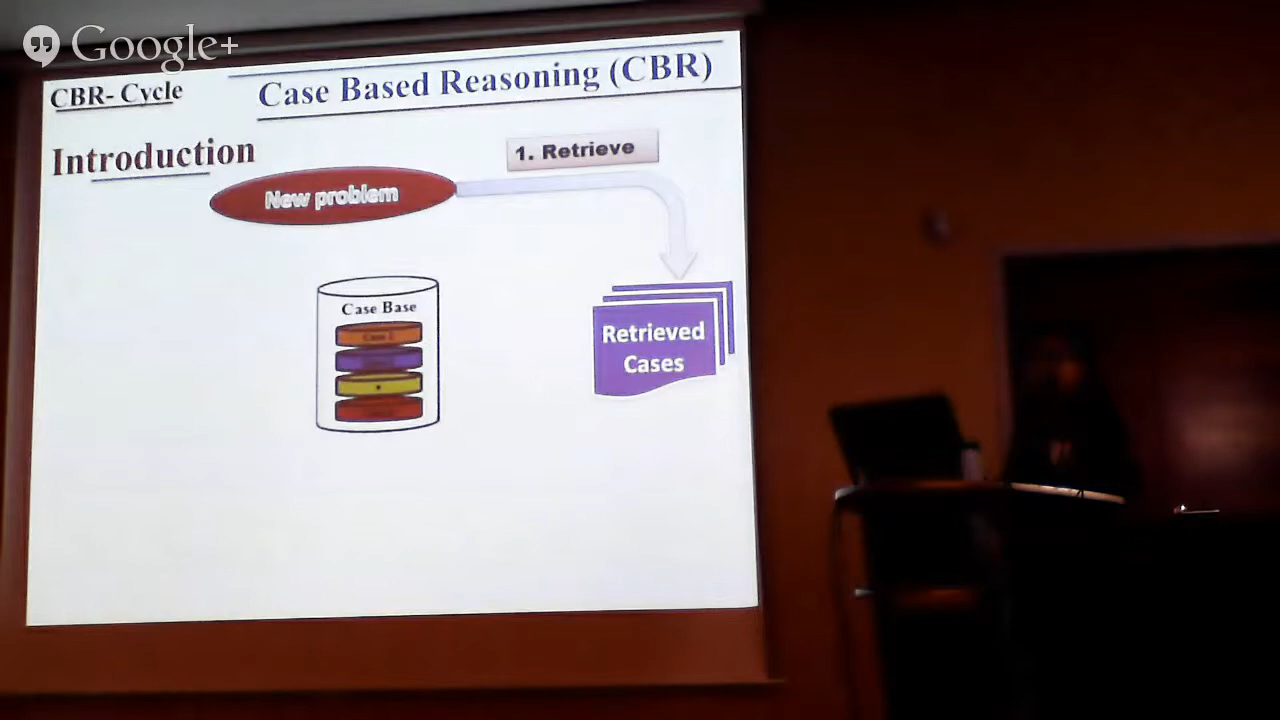 Google+
CBR- Cycle
Case Based Reasoning (CBR)
Introduction
1. Retrieve
New problem
Case Base
Retrieved
Cases